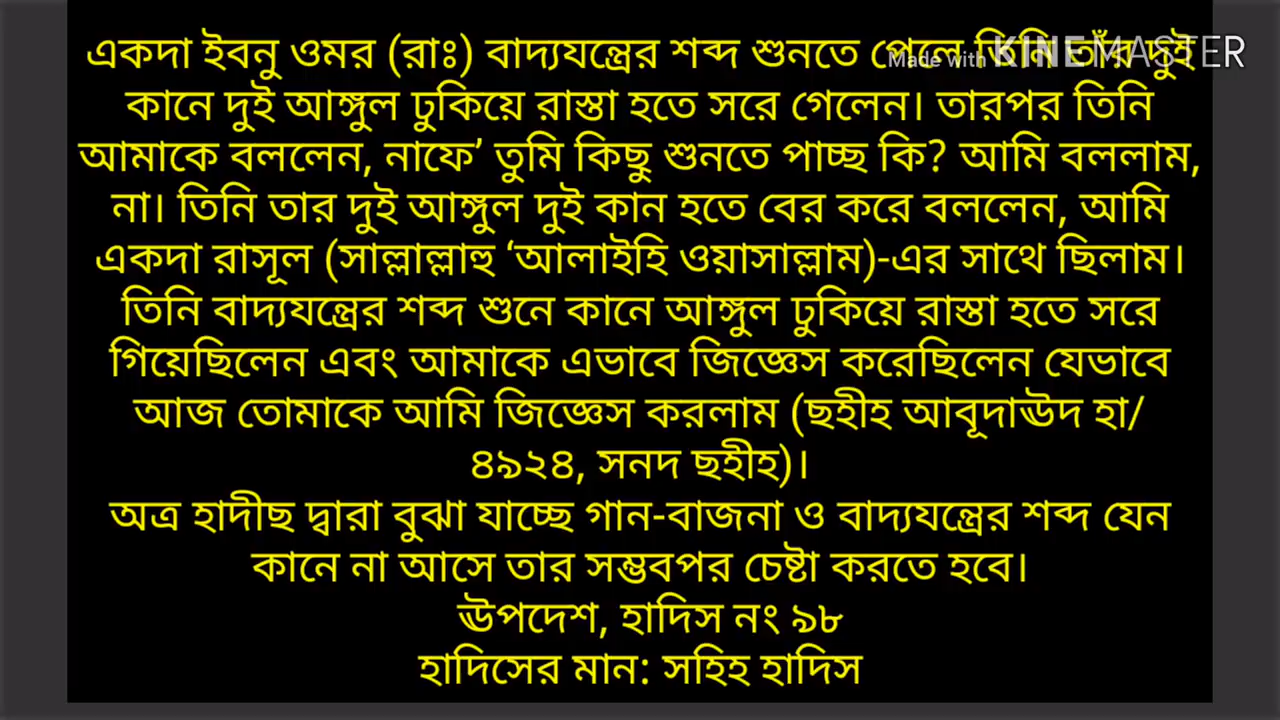 একদা ইবনু ওমর (রাঃ) বাদ্যযন্ত্রের শব্দ শুনতে পেলে তিনি তাঁর দুই
Made with KINEMASTER
কানে দুই আঙ্গুল ঢুকিয়ে রাস্তা হতে সরে গেলেন। তারপর তিনি
আমাকে বললেন, নাফে’ তুমি কিছু শুনতে পাচ্ছ কি? আমি বললাম,
না। তিনি তার দুই আঙ্গুল দুই কান হতে বের করে বললেন, আমি
একদা রাসূল (সাল্লাল্লাহু ‘আলাইহি ওয়াসাল্লাম)-এর সাথে ছিলাম।
তিনি বাদ্যযন্ত্রের শব্দ শুনে কানে আঙ্গুল ঢুকিয়ে রাস্তা হতে সরে
গিয়েছিলেন এবং আমাকে এভাবে জিজ্ঞেস করেছিলেন যেভাবে
আজ তোমাকে আমি জিজ্ঞেস করলাম (ছহীহ আবূদাঊদ হা/
৪৯২৪, সনদ ছহীহ)।
অত্র হাদীছ দ্বারা বুঝা যাচ্ছে গান-বাজনা ও বাদ্যযন্ত্রের শব্দ যেন
কানে না আসে তার সম্ভবপর চেষ্টা করতে হবে।
ঊপদেশ, হাদিস নং ৯৮
হাদিসের মান: সহিহ হাদিস